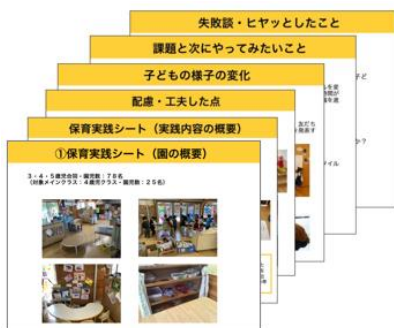 失敗談・ヒヤッとしたこと
課題と次にやってみたいこと
子どもの様子の変化
配慮・工夫した点
保育実践シート（実践内容の概要）
①保育実践シート（園の概要）
3・4・5歳児合同・園児数：78名
（対象メインクラス：4歳児クラス・園児数：25名）